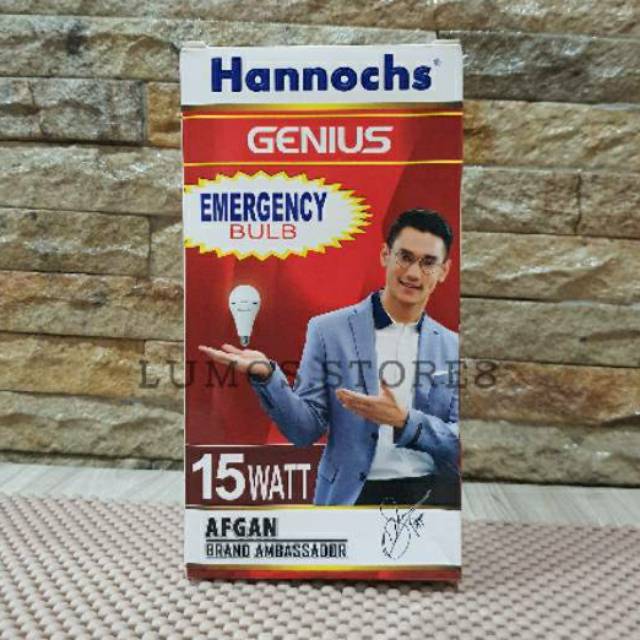 Hannochs®
GENIUS
EMERGENCY
BULB
LUMOS.STORE8
15 WATT
AFGAN
BRAND AMBASSADOR